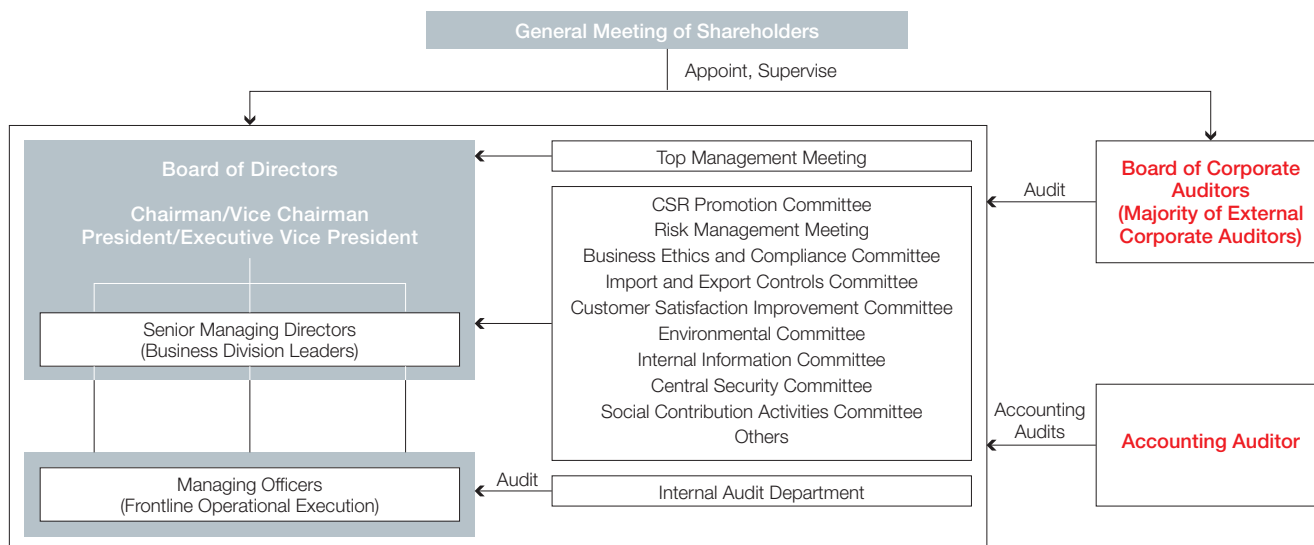 General Meeting of Shareholders
Appoint, Supervise
Board of Directors
Chairman/Vice Chairman
President/Executive Vice President
Senior Managing Directors
(Business Division Leaders)
Managing Officers
(Frontline Operational Execution)
Top Management Meeting
CSR Promotion Committee
Risk Management Meeting
Business Ethics and Compliance Committee
Import and Export Controls Committee
Customer Satisfaction Improvement Committee
Environmental Committee
Internal Information Committee
Central Security Committee
Social Contribution Activities Committee
Others
Audit
Internal Audit Department
Audit
Board of Corporate
Auditors
(Majority of External
Corporate Auditors)
Accounting
Audits
Accounting Auditor